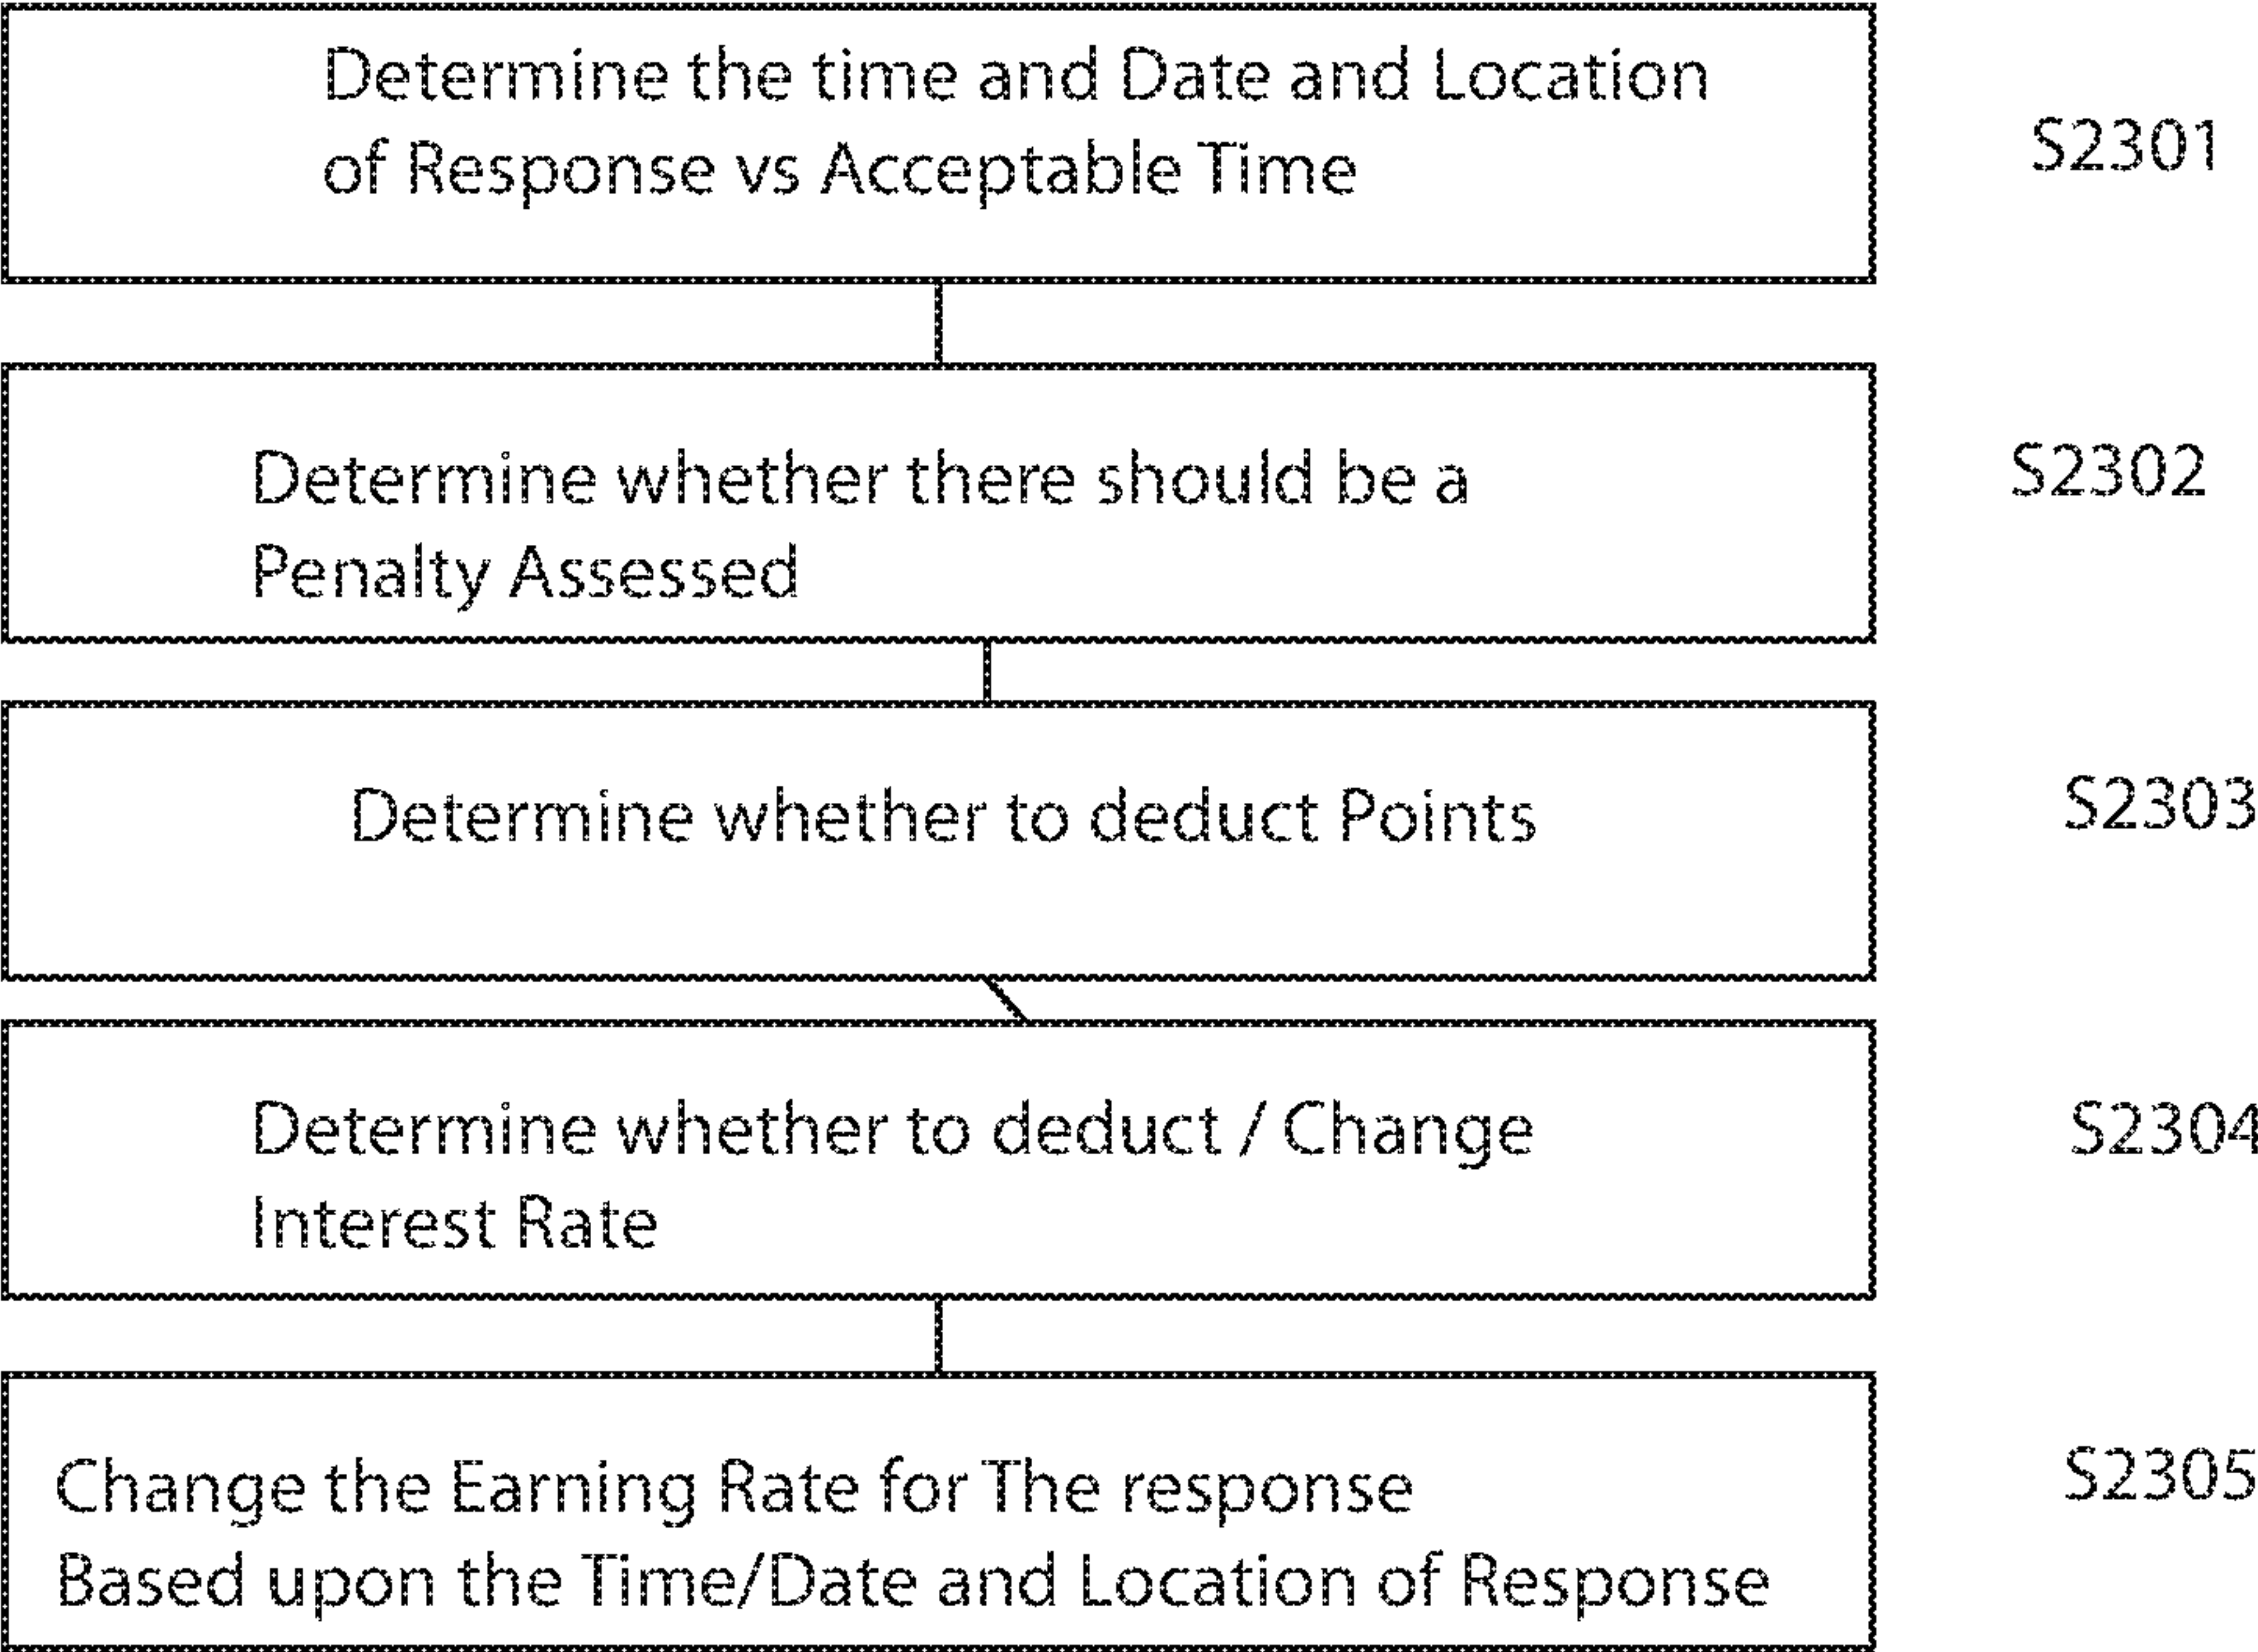 Determine the time and Date and Location
of Response vs Acceptable Time
S2301
Determine whether there should be a
Penalty Assessed
S2302
Determine whether to deduct Points
S2303
Determine whether to deduct / Change
Interest Rate
S2304
Change the Earning Rate for The response
Based upon the Time/Date and Location of Response
S2305